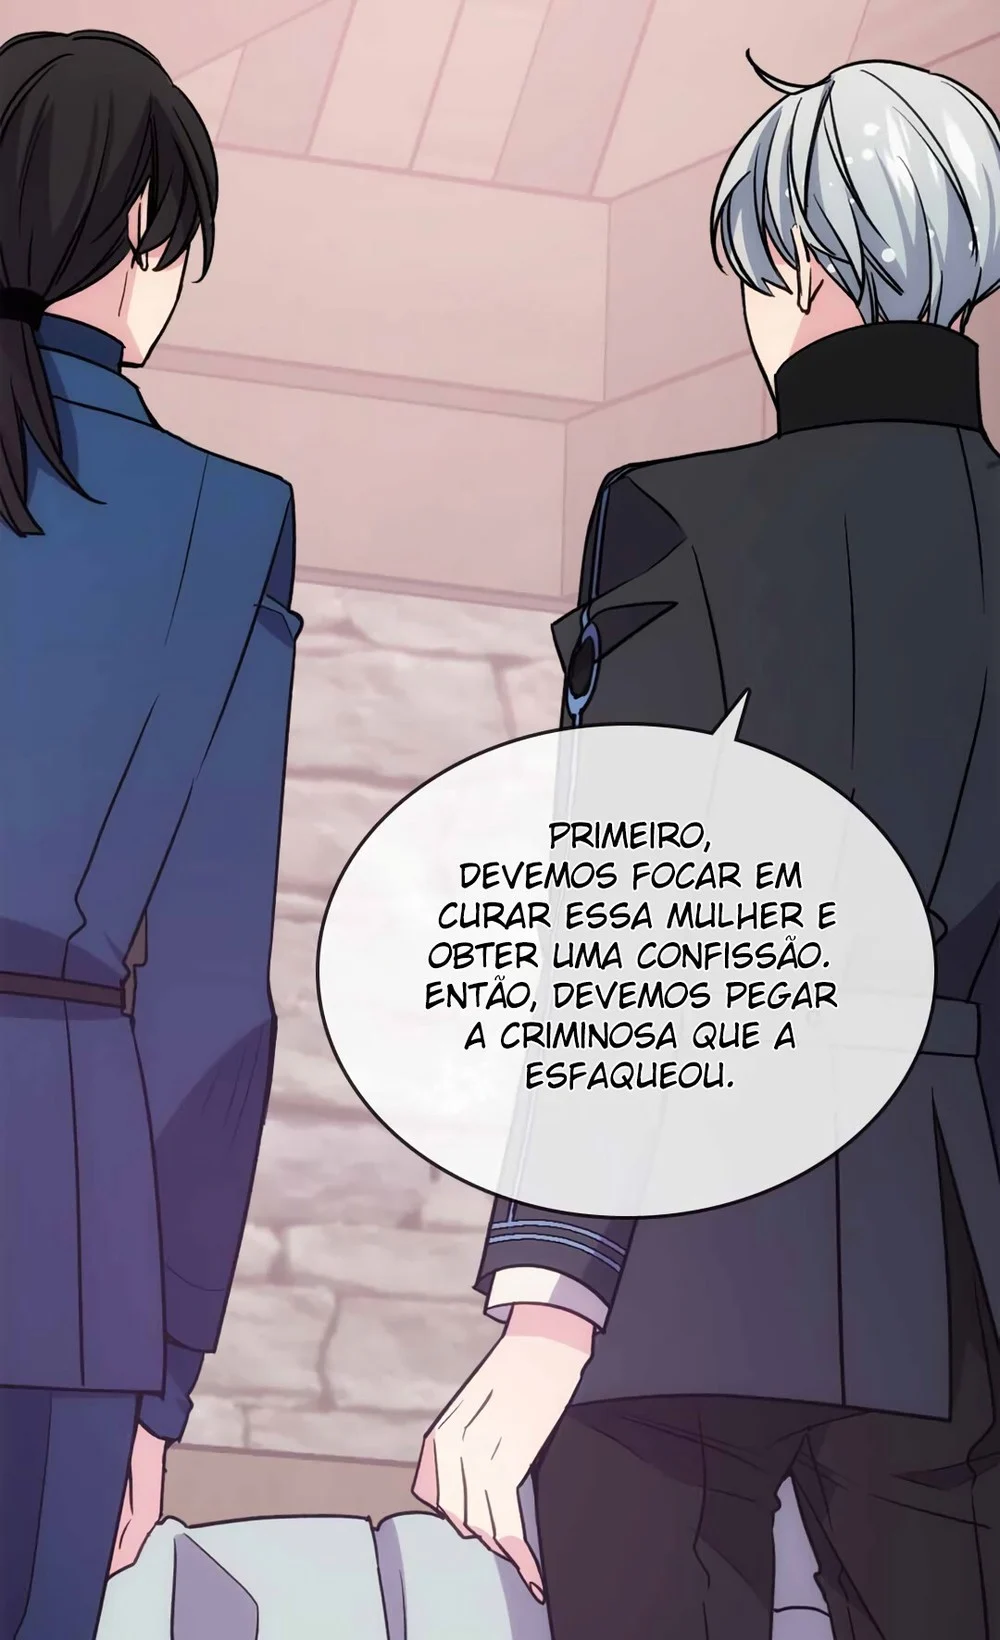 PRIMEIRO,
DEVEMOS FOCAR EM
CURAR ESSA MULHER E
OBTER UMA CONFISSÃO.
ENTÃO, DEVEMOS PEGAR
A CRIMINOSA QUE A
ESFAQUEOU.